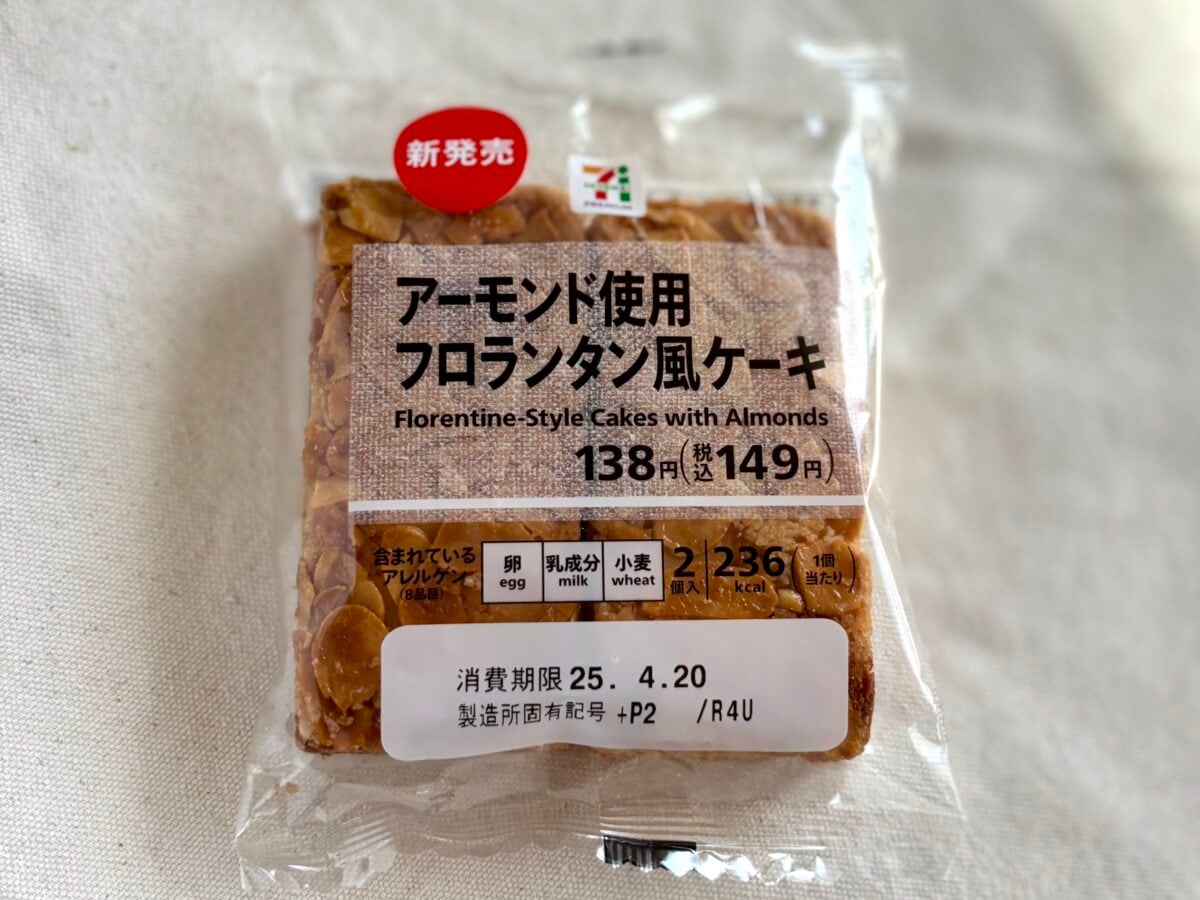 新発売
アーモンド使用
フロランタン風ケーキ
Florentine-Style Cakes with Almonds
138円(税込149円)
含まれている
アレルゲン
(8品目)
卵
egg
乳成分
milk
小麦
wheat
2
個入
236
kcal
(1個
当たり)
消費期限 25. 4.20
製造所固有記号 +P2 /R4U